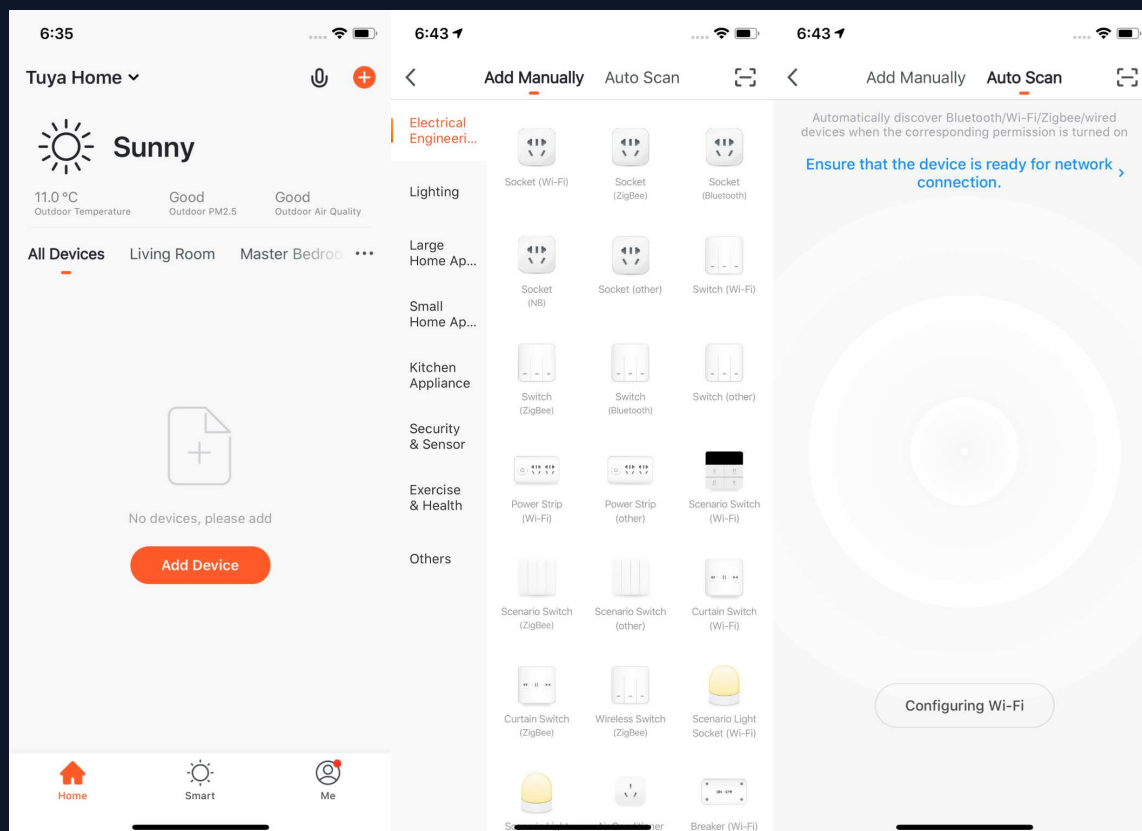 6:35
Tuya Home
Sunny
11.0 °C
Outdoor Temperature
Good
Outdoor PM2.5
Good
Outdoor Air Quality
All Devices
Living Room
Master Bedroo
No devices, please add
Add Device
Home
Smart
Me
6:43
Add Manually
Auto Scan
Electrical
Engineeri...
Lighting
Large
Home Ap...
Small
Home Ap...
Kitchen
Appliance
Security
& Sensor
Exercise
& Health
Others
Socket (Wi-Fi)
Socket
(ZigBee)
Socket
(Bluetooth)
Socket
(NB)
Socket (other)
Switch (Wi-Fi)
Switch
(ZigBee)
Switch
(Bluetooth)
Switch (other)
Power Strip
(Wi-Fi)
Power Strip
(other)
Scenario Switch
(Wi-Fi)
Scenario Switch
(ZigBee)
Scenario Switch
(other)
Curtain Switch
(Wi-Fi)
Curtain Switch
(ZigBee)
Wireless Switch
(ZigBee)
Scenario Light
Socket (Wi-Fi)
Breaker (Wi-Fi)
6:43
Add Manually
Auto Scan
Automatically discover Bluetooth/Wi-Fi/Zigbee/wired
devices when the corresponding permission is turned on
Ensure that the device is ready for network
connection.
Configuring Wi-Fi